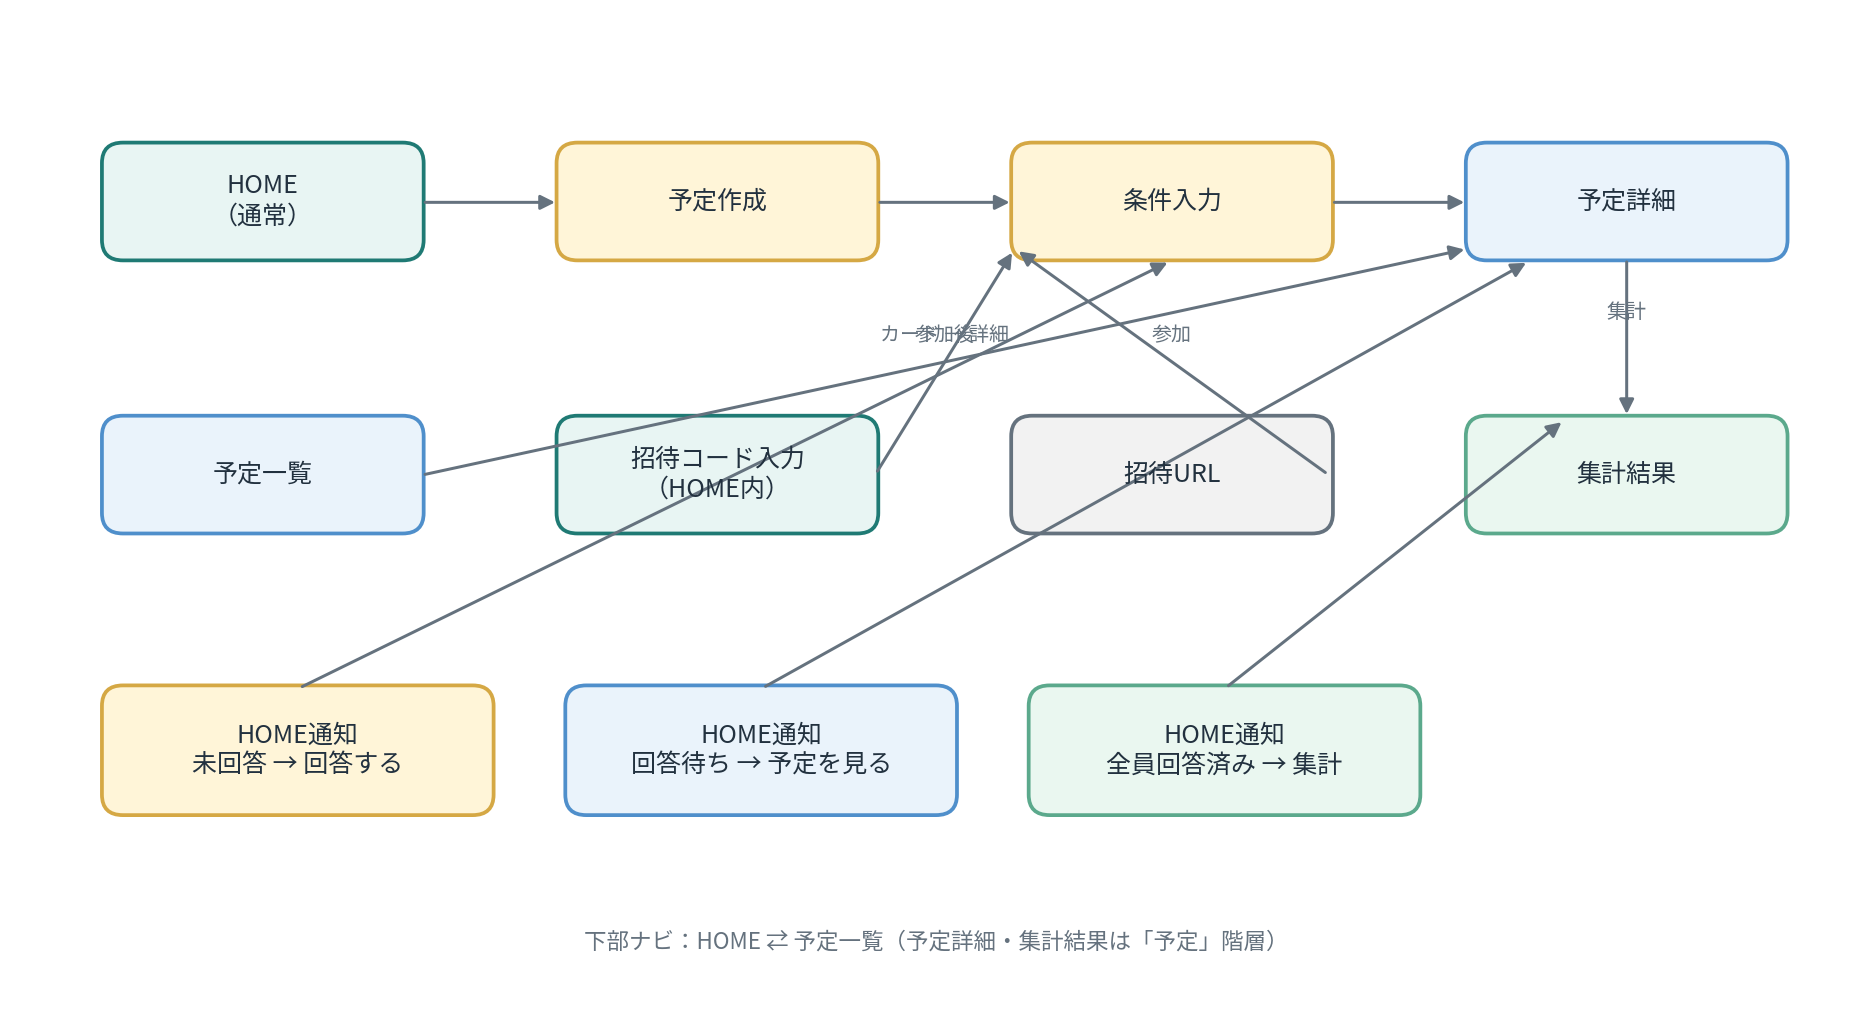 HOME
（通常）
予定作成
条件入力
予定詳細
集計
参加
予定一覧
招待コード入力
（HOME内）
招待URL
集計結果
HOME通知
未回答 → 回答する
HOME通知
回答待ち → 予定を見る
HOME通知
全員回答済み → 集計
下部ナビ：HOME ⇄ 予定一覧（予定詳細・集計結果は「予定」階層）